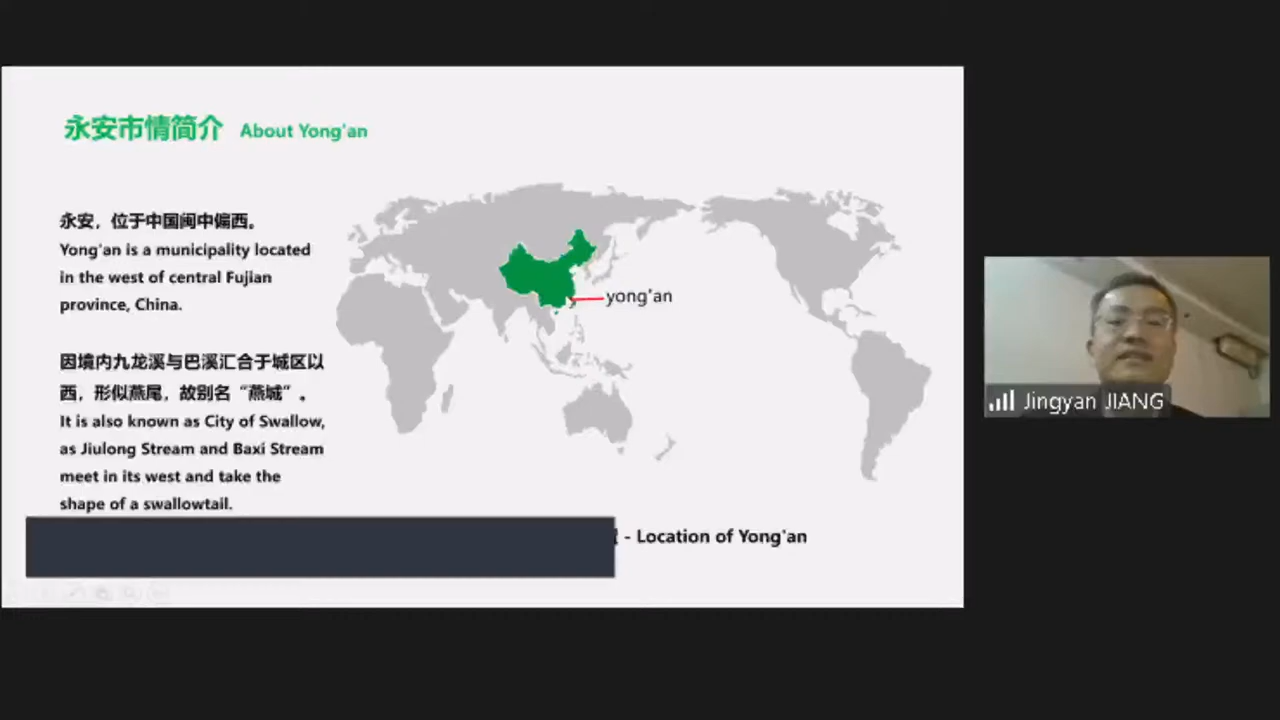 永安市情简介 About Yong'an
永安，位于中国闽中偏西。
Yong'an is a municipality located
in the west of central Fujian
province, China.
因境内九龙溪与巴溪汇合于城区以
西，形似燕尾，故别名“燕城”。
It is also known as City of Swallow,
as Jiulong Stream and Baxi Stream
meet in its west and take the
shape of a swallowtail.
yong'an
- Location of Yong'an
Jingyan JIANG